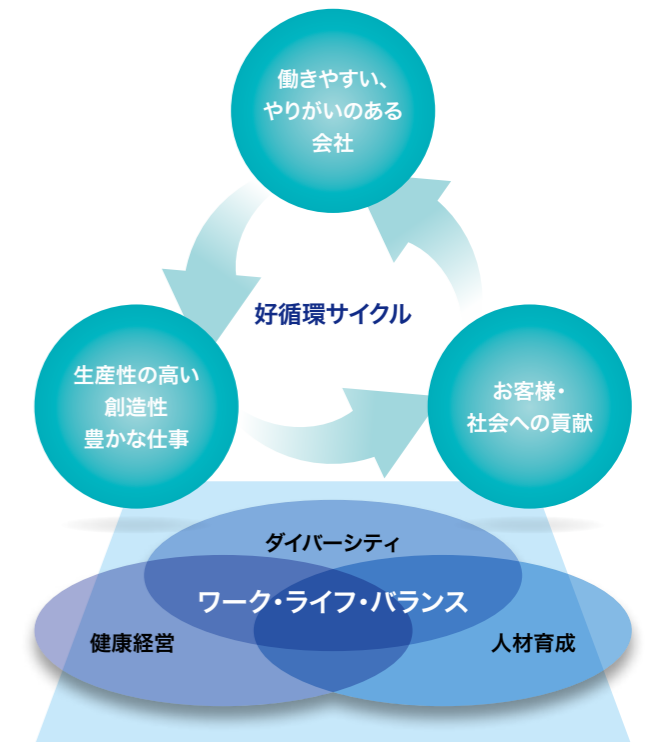 働きやすい、
やりがいのある
会社
好循環サイクル
生産性の高い
創造性
豊かな仕事
お客様・
社会への貢献
ダイバーシティ
ワーク・ライフ・バランス
健康経営
人材育成